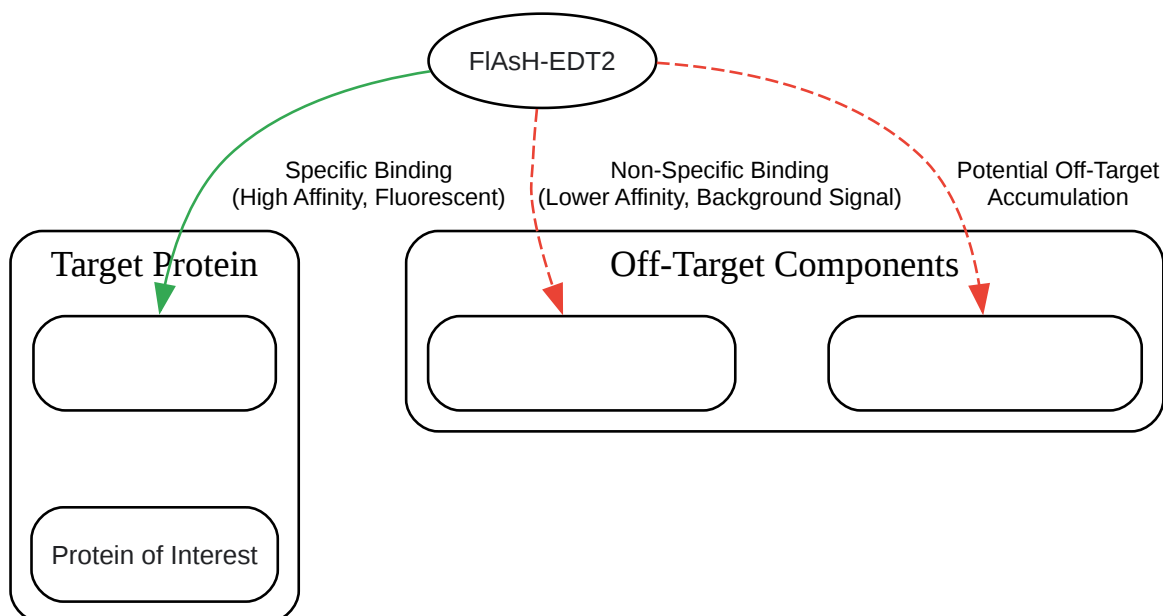 FlAsH-EDT2
Specific Binding
(High Affinity, Fluorescent)
Non-Specific Binding
(Lower Affinity, Background Signal)
Potential Off-Target
Accumulation
Target Protein
Off-Target Components
Protein of Interest